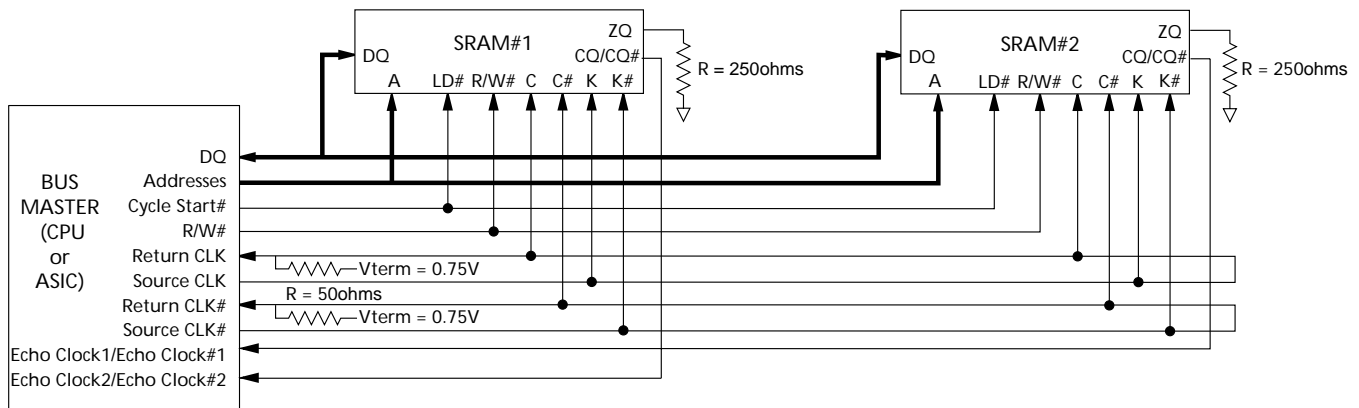 SRAM#1
ZQ
CQ/CQ#
DQ
A LD# R/W# C C# K K#
R = 250ohms
SRAM#2
ZQ
CQ/CQ#
DQ
A LD# R/W# C C# K K#
R = 250ohms
BUS
MASTER
(CPU
or
ASIC)
DQ
Addresses
Cycle Start#
R/W#
Return CLK
Vterm = 0.75V
Source CLK
R = 50ohms
Return CLK#
Vterm = 0.75V
Source CLK#
Echo Clock1/Echo Clock#1
Echo Clock2/Echo Clock#2